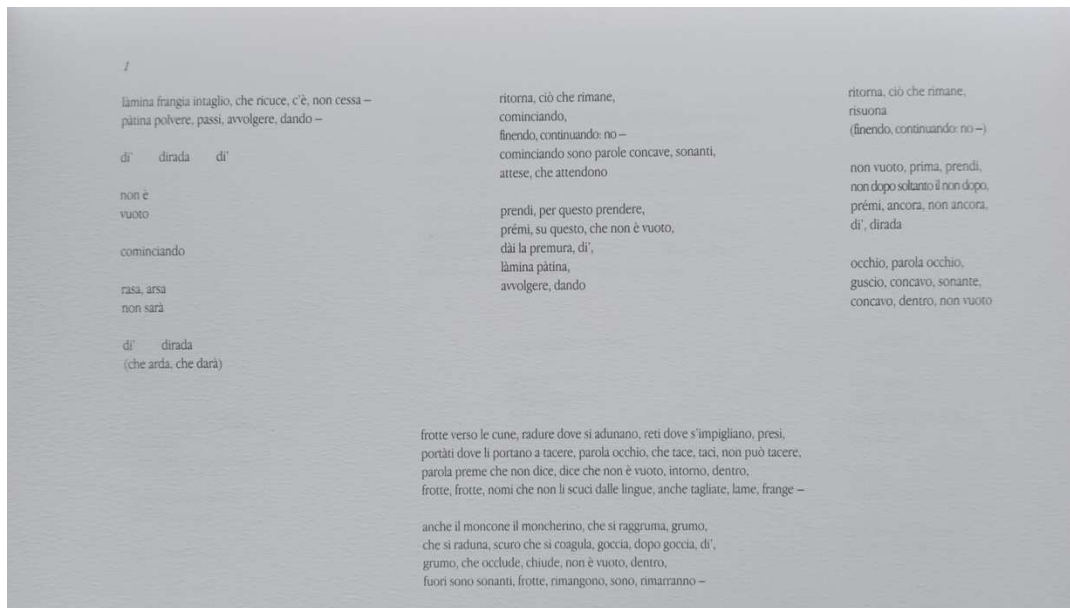 1
làmina frangia intaglio, che ricuce, c'è, non cessa –
pàtina polvere, passi, avvolgere, dando –
di' dirada di'
non è
vuoto
cominciando
rasa, arsa
non sarà
di' dirada
(che arda, che darà)
ritorna, ciò che rimane,
cominciando,
finendo, continuando: no –
cominciando sono parole concave, sonanti,
attese, che attendono
prendi, per questo prendere,
prémi, su questo, che non è vuoto,
dài la premura, di',
làmina pàtina,
avvolgere, dando
ritorna, ciò che rimane,
risuona
(finendo, continuando: no –)
non vuoto, prima, prendi,
non dopo soltanto il non dopo,
prémi, ancora, non ancora,
di', dirada
occhio, parola occhio,
guscio, concavo, sonante,
concavo, dentro, non vuoto
frotte verso le cune, radure dove si adunano, reti dove s'impigliano, presi,
portàti dove li portano a tacere, parola occhio, che tace, taci, non può tacere,
parola preme che non dice, dice che non è vuoto, intorno, dentro,
frotte, frotte, nomi che non li scuci dalle lingue, anche tagliate, lame, frange –
anche il moncone il moncherino, che si raggruma, grumo,
che si raduna, scuro che si coagula, goccia, dopo goccia, di',
grumo, che occlude, chiude, non è vuoto, dentro,
fuori sono sonanti, frotte, rimangono, sono, rimarranno –